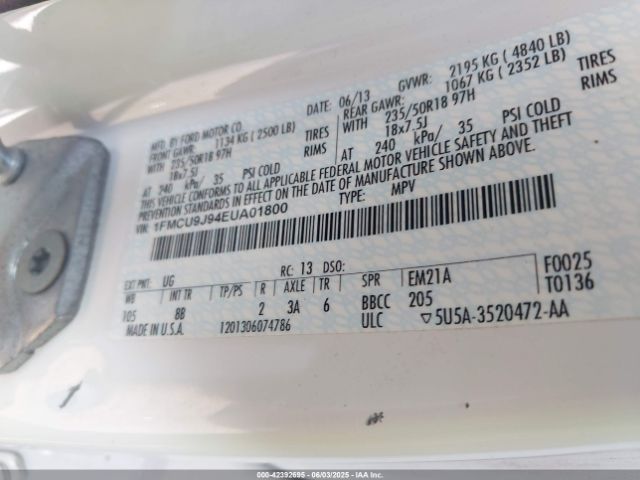 MFD. BY FORD MOTOR CO.
DATE: 06/13
GVWR: 2195 KG ( 4840 LB)
FRONT GAWR: 1134 KG ( 2500 LB)
REAR GAWR: 1067 KG ( 2352 LB)
WITH 235/50R18 97H TIRES
WITH 235/50R18 97H TIRES
18x7.5J RIMS
18x7.5J RIMS
AT 240 kPa/ 35 PSI COLD
AT 240 kPa/ 35 PSI COLD
THIS VEHICLE CONFORMS TO ALL APPLICABLE FEDERAL MOTOR VEHICLE SAFETY AND THEFT
PREVENTION STANDARDS IN EFFECT ON THE DATE OF MANUFACTURE SHOWN ABOVE.
VIN: 1FMCU9J94EUA01800
TYPE: MPV
EXT PNT: UG RC: 13 DSO:
WB INT TR TP/PS R AXLE TR SPR EM21A F0025
105 8B 2 3A 6 BBCC 205 T0136
MADE IN U.S.A. 1201306074786 ULC ▽5U5A-3520472-AA
000-42392695 - 06/03/2025 - IAA Inc.